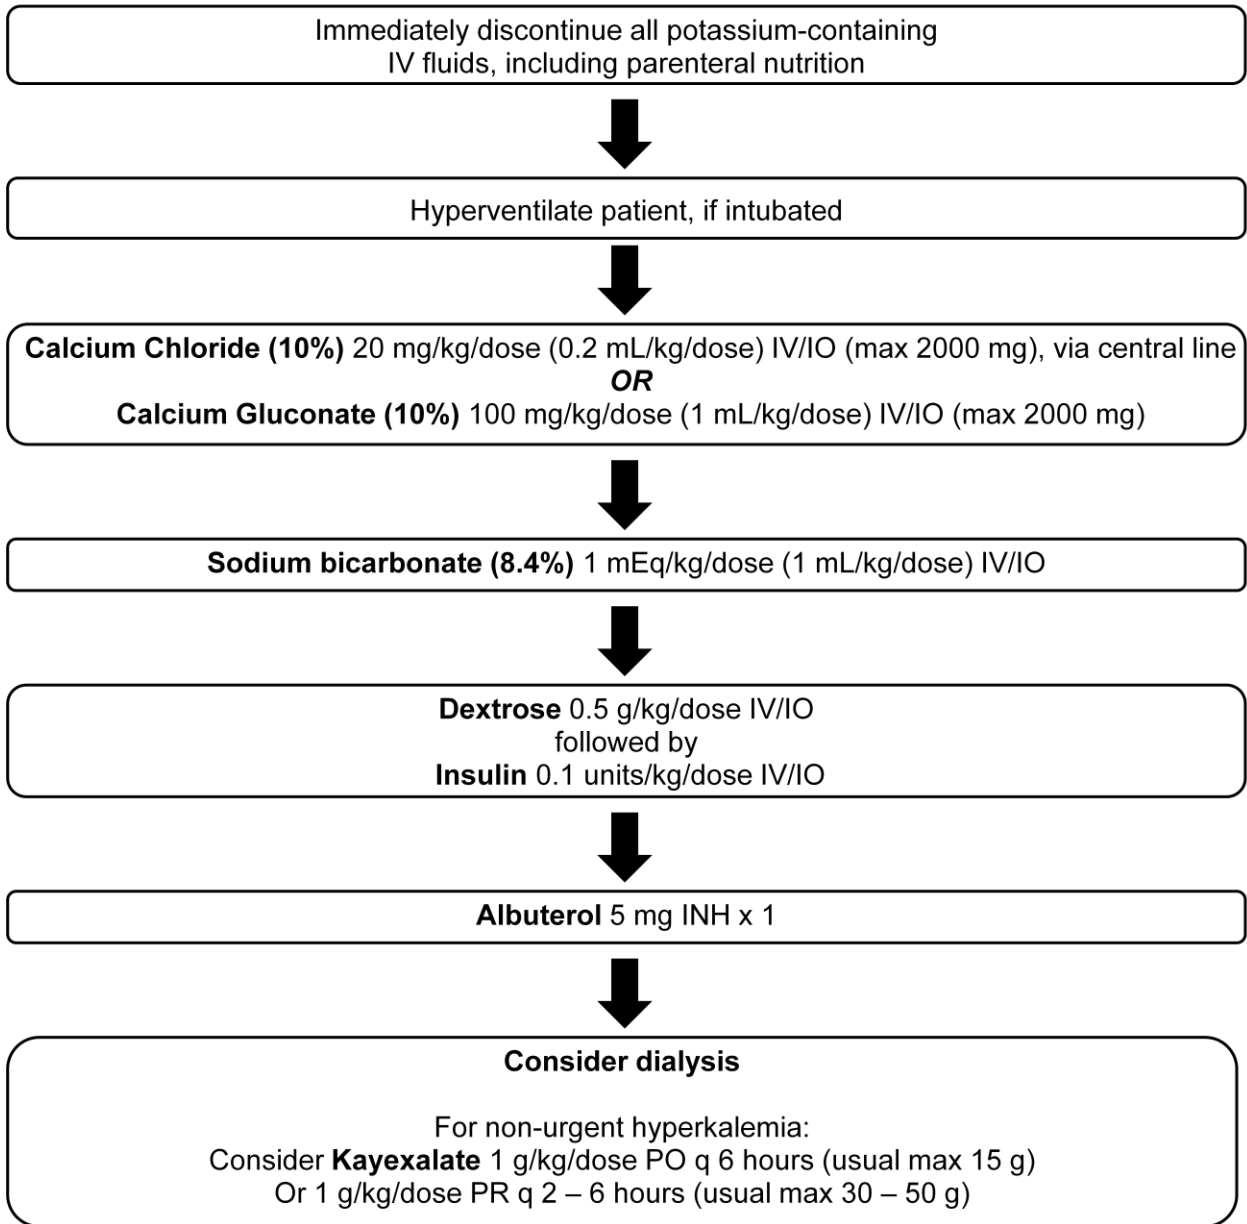 Immediately discontinue all potassium-containing
IV fluids, including parenteral nutrition
Hyperventilate patient, if intubated
Calcium Chloride (10%) 20 mg/kg/dose (0.2 mL/kg/dose) IV/IO (max 2000 mg), via central line
OR
Calcium Gluconate (10%) 100 mg/kg/dose (1 mL/kg/dose) IV/IO (max 2000 mg)
Sodium bicarbonate (8.4%) 1 mEq/kg/dose (1 mL/kg/dose) IV/IO
Dextrose 0.5 g/kg/dose IV/IO
followed by
Insulin 0.1 units/kg/dose IV/IO
Albuterol 5 mg INH x 1
Consider dialysis
For non-urgent hyperkalemia:
Consider Kayexalate 1 g/kg/dose PO q 6 hours (usual max 15 g)
Or 1 g/kg/dose PR q 2 – 6 hours (usual max 30 – 50 g)